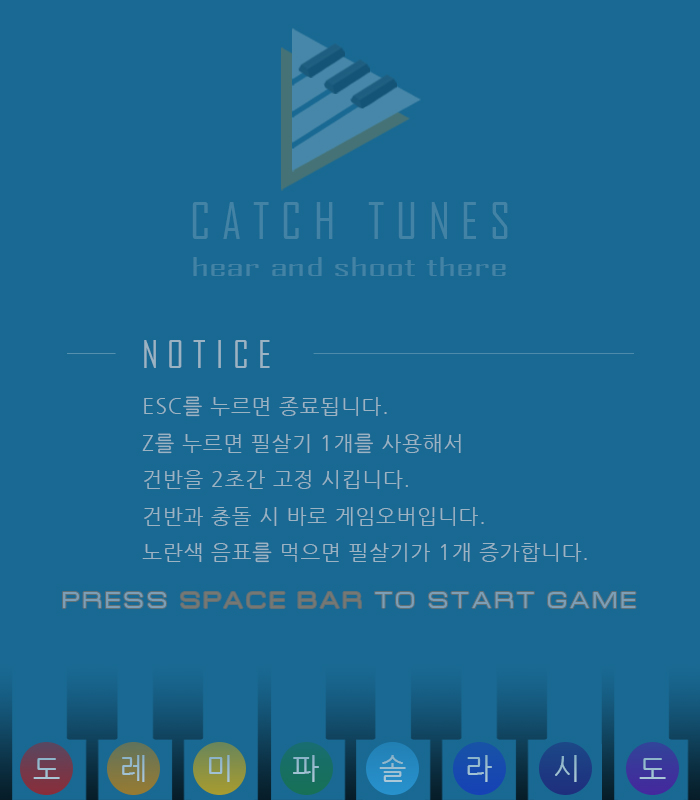 CATCH TUNES
hear and shoot there
NOTICE
ESC를 누르면 종료됩니다.
Z를 누르면 필살기 1개를 사용해서
건반을 2초간 고정 시킵니다.
건반과 충돌 시 바로 게임오버입니다.
노란색 음표를 먹으면 필살기가 1개 증가합니다.
PRESS SPACE BAR TO START GAME
도 레 미 파 솔 라 시 도